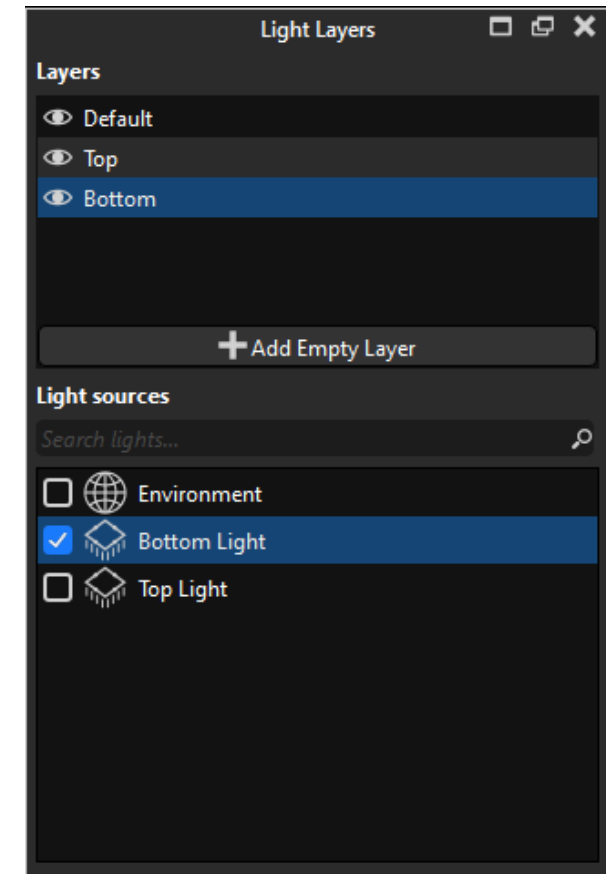 Light Layers
Layers
Default
Top
Bottom
Add Empty Layer
Light sources
Search lights...
Environment
Bottom Light
Top Light